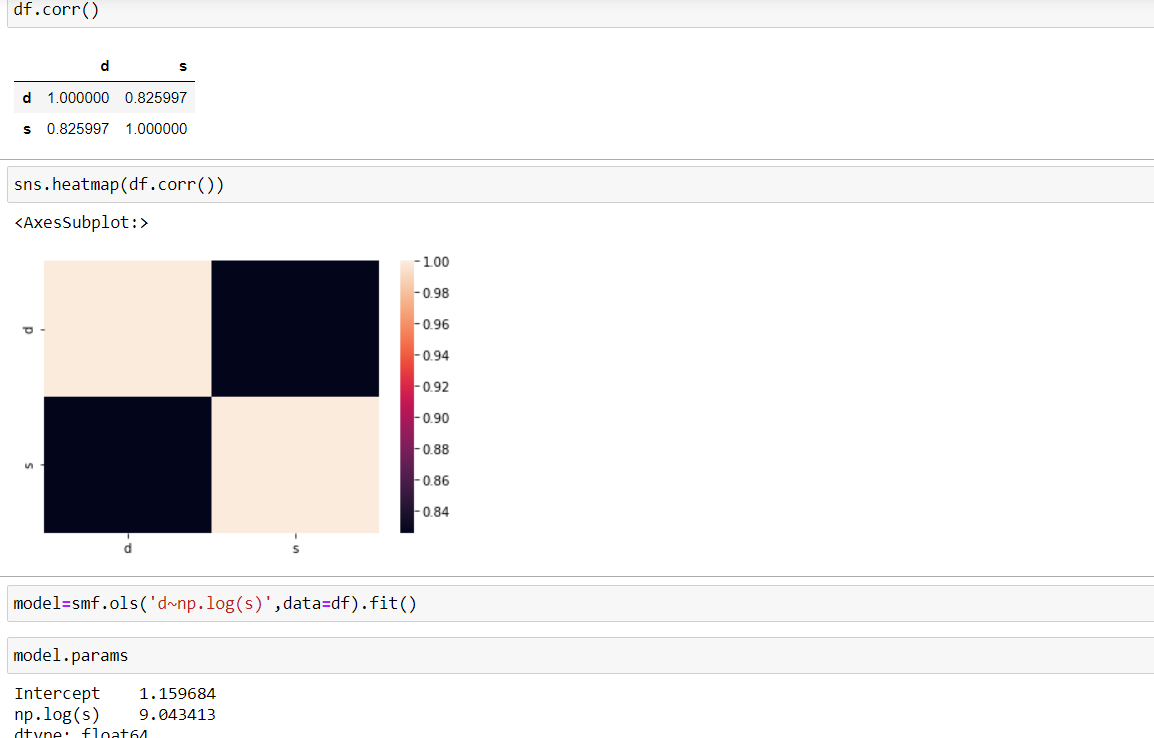 df.corr()
d s
d 1.000000 0.825997
s 0.825997 1.000000
sns.heatmap(df.corr())
<AxesSubplot:>
1.00
0.98
0.96
0.94
0.92
0.90
0.88
0.86
0.84
d
s
d s
model=smf.ols('d~np.log(s)',data=df).fit()
model.params
Intercept 1.159684
np.log(s) 9.043413
dtype: float64